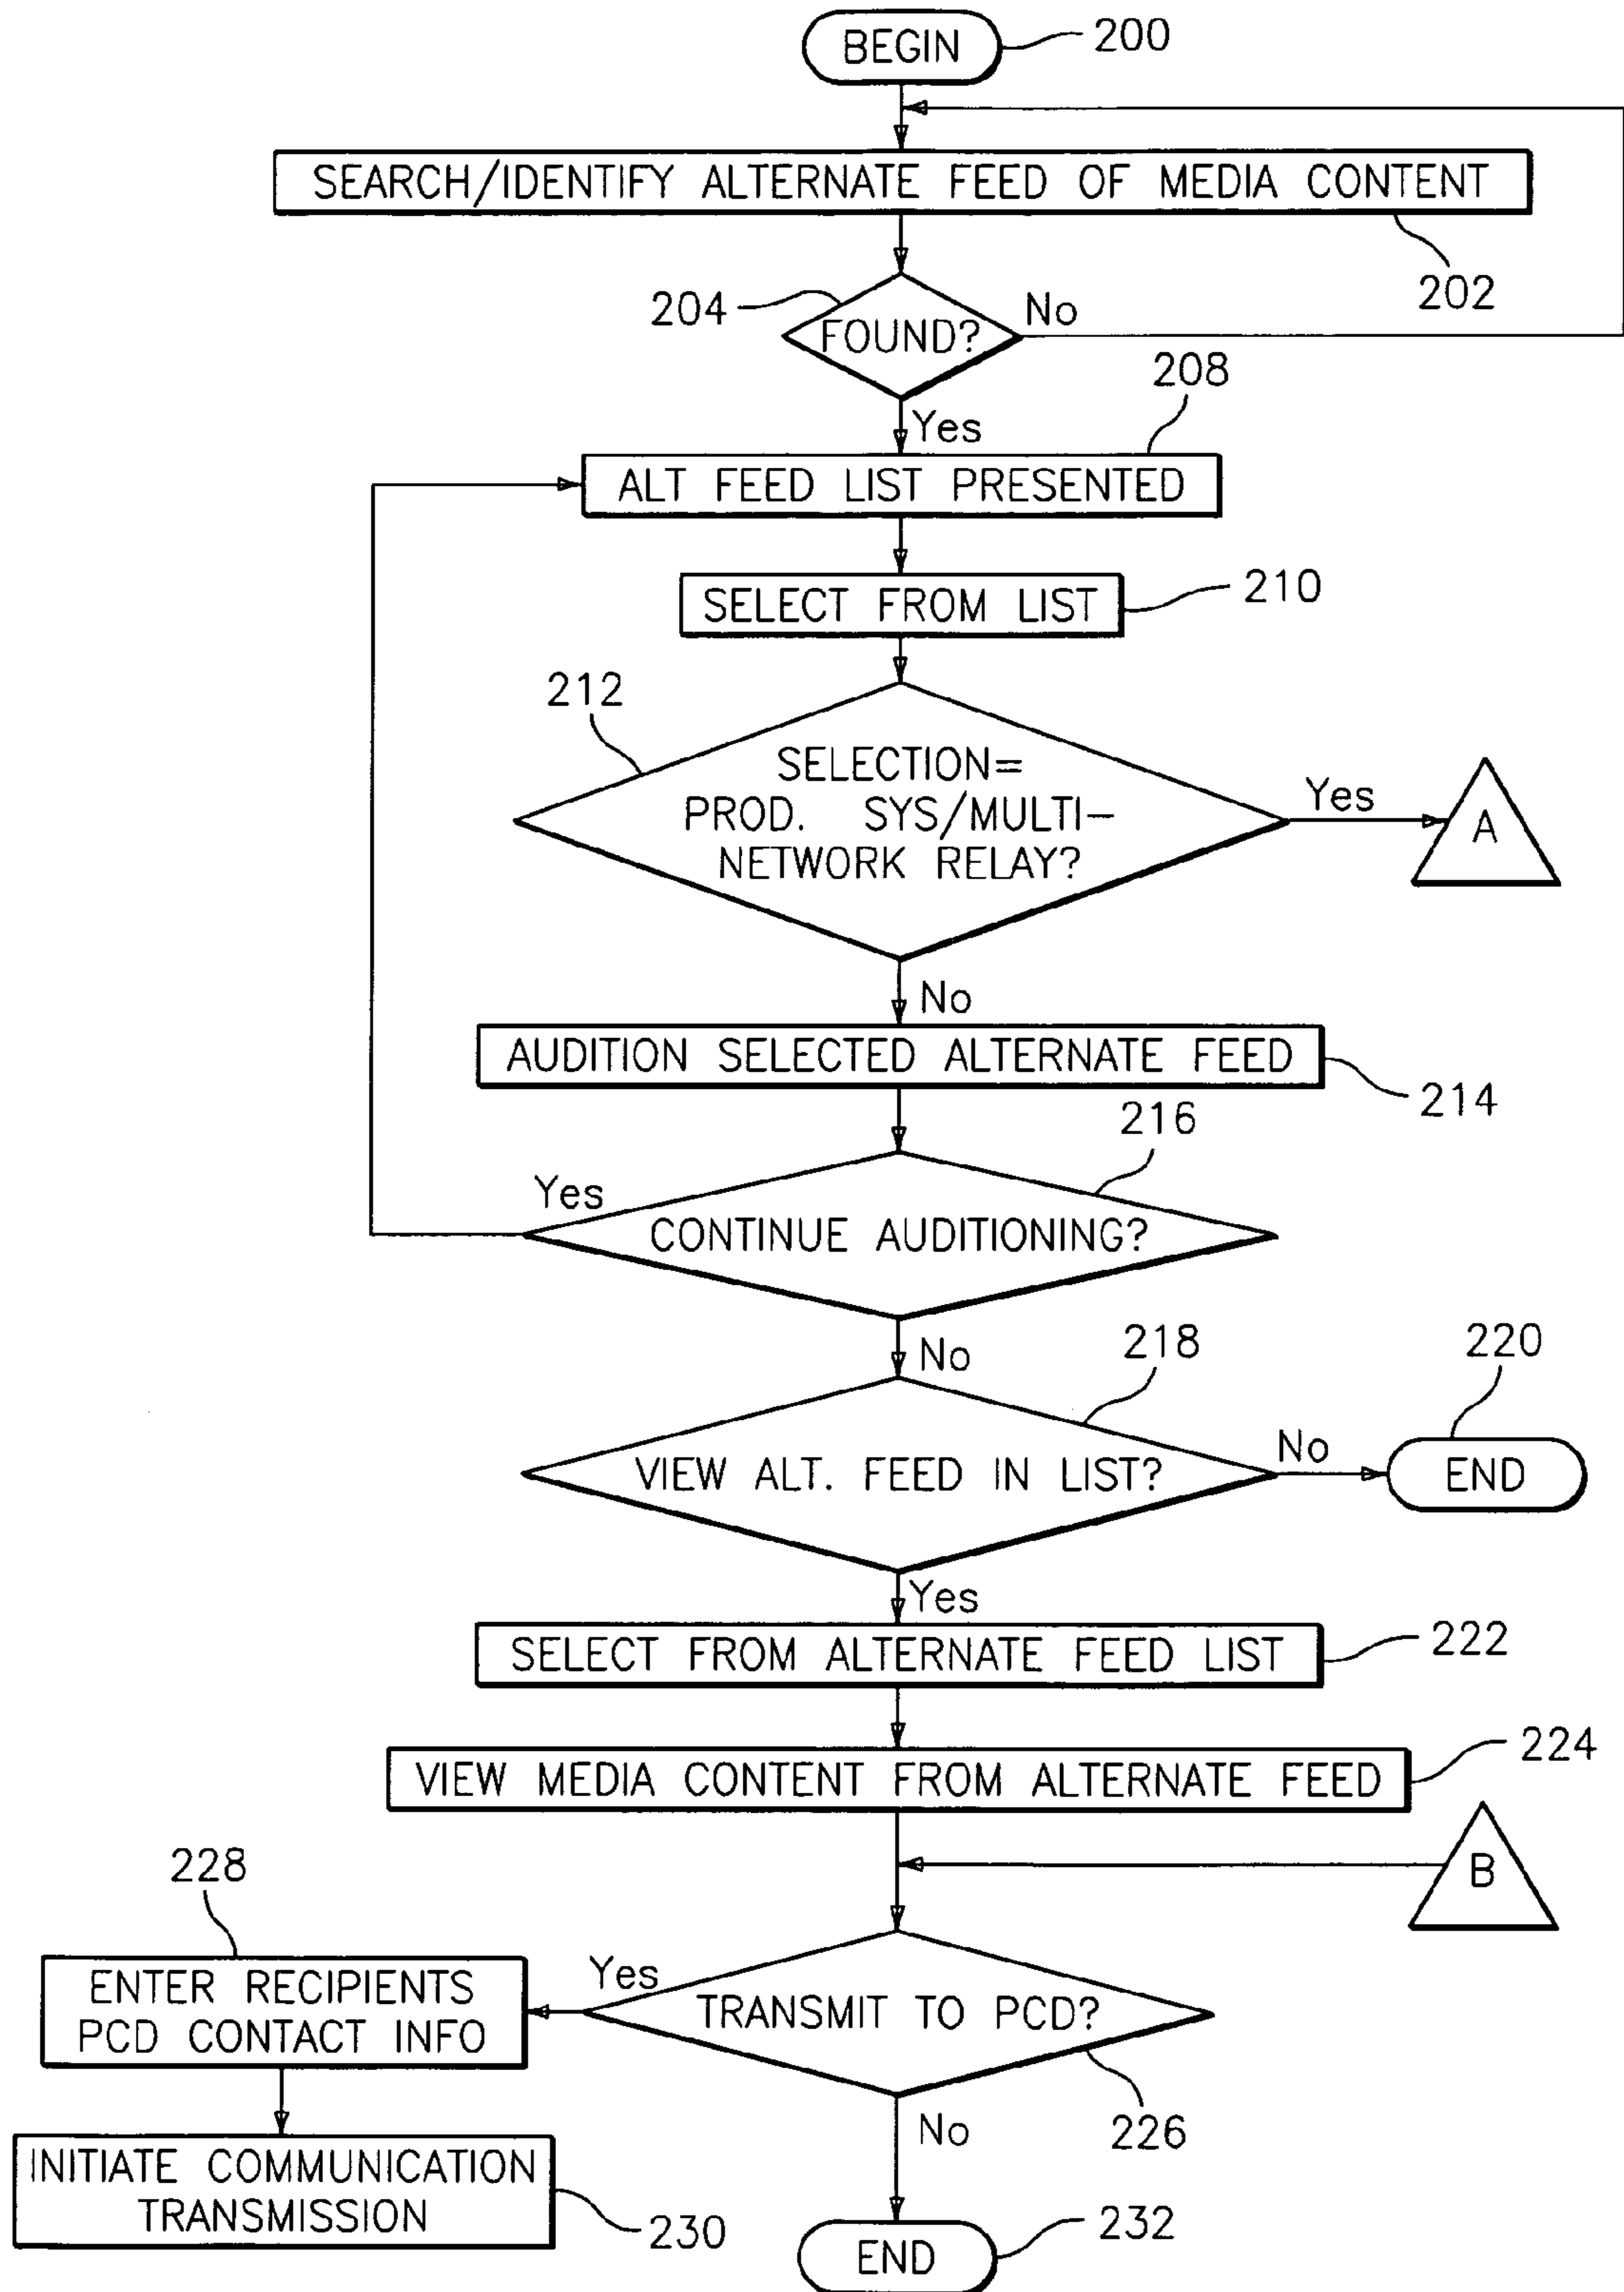 BEGIN
200
SEARCH/IDENTIFY ALTERNATE FEED OF MEDIA CONTENT
202
204
FOUND?
No
Yes
208
ALT FEED LIST PRESENTED
SELECT FROM LIST
210
212
SELECTION=
PROD. SYS/MULTI-
NETWORK RELAY?
Yes
A
No
AUDITION SELECTED ALTERNATE FEED
214
216
Yes
CONTINUE AUDITIONING?
No
218
220
VIEW ALT. FEED IN LIST?
No
END
Yes
SELECT FROM ALTERNATE FEED LIST
222
VIEW MEDIA CONTENT FROM ALTERNATE FEED
224
B
228
ENTER RECIPIENTS
PCD CONTACT INFO
Yes
TRANSMIT TO PCD?
226
No
INITIATE COMMUNICATION
TRANSMISSION
230
END
232